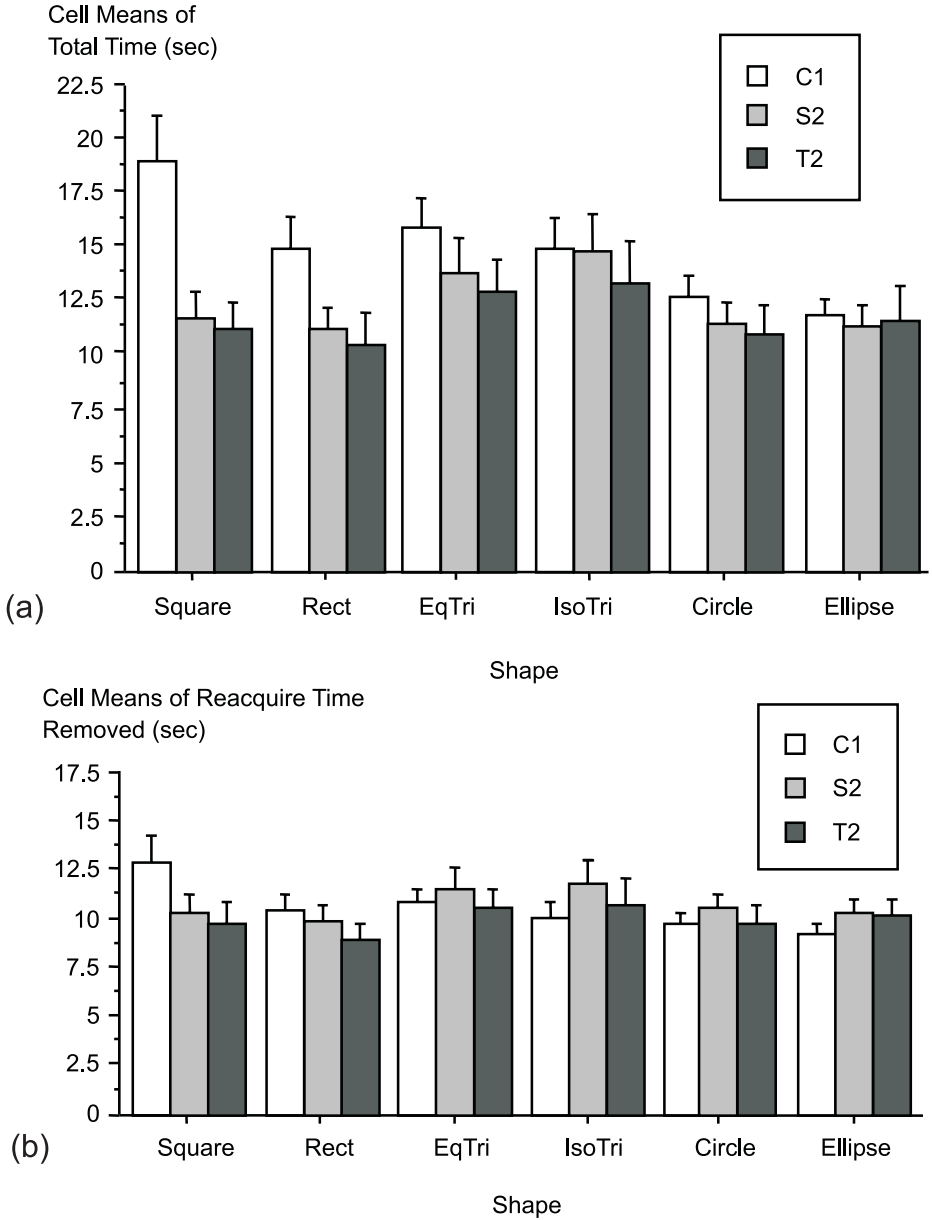 Cell Means of
Total Time (sec)
C1
S2
T2
22.5
20
17.5
15
12.5
10
7.5
5
2.5
0
(a)
Square Rect EqTri IsoTri Circle Ellipse
Shape
Cell Means of Reacquire Time
Removed (sec)
C1
S2
T2
17.5
15
12.5
10
7.5
5
2.5
0
(b)
Square Rect EqTri IsoTri Circle Ellipse
Shape